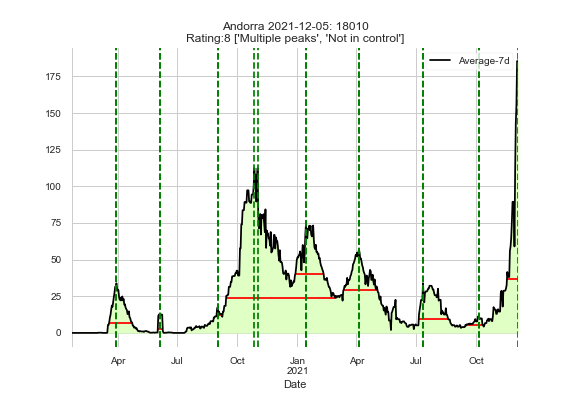 Andorra 2021-12-05: 18010
Rating:8 ['Multiple peaks', 'Not in control']
Average-7d
175
150
125
100
75
50
25
0
Apr Jul Oct Jan Apr Jul Oct
2021
Date